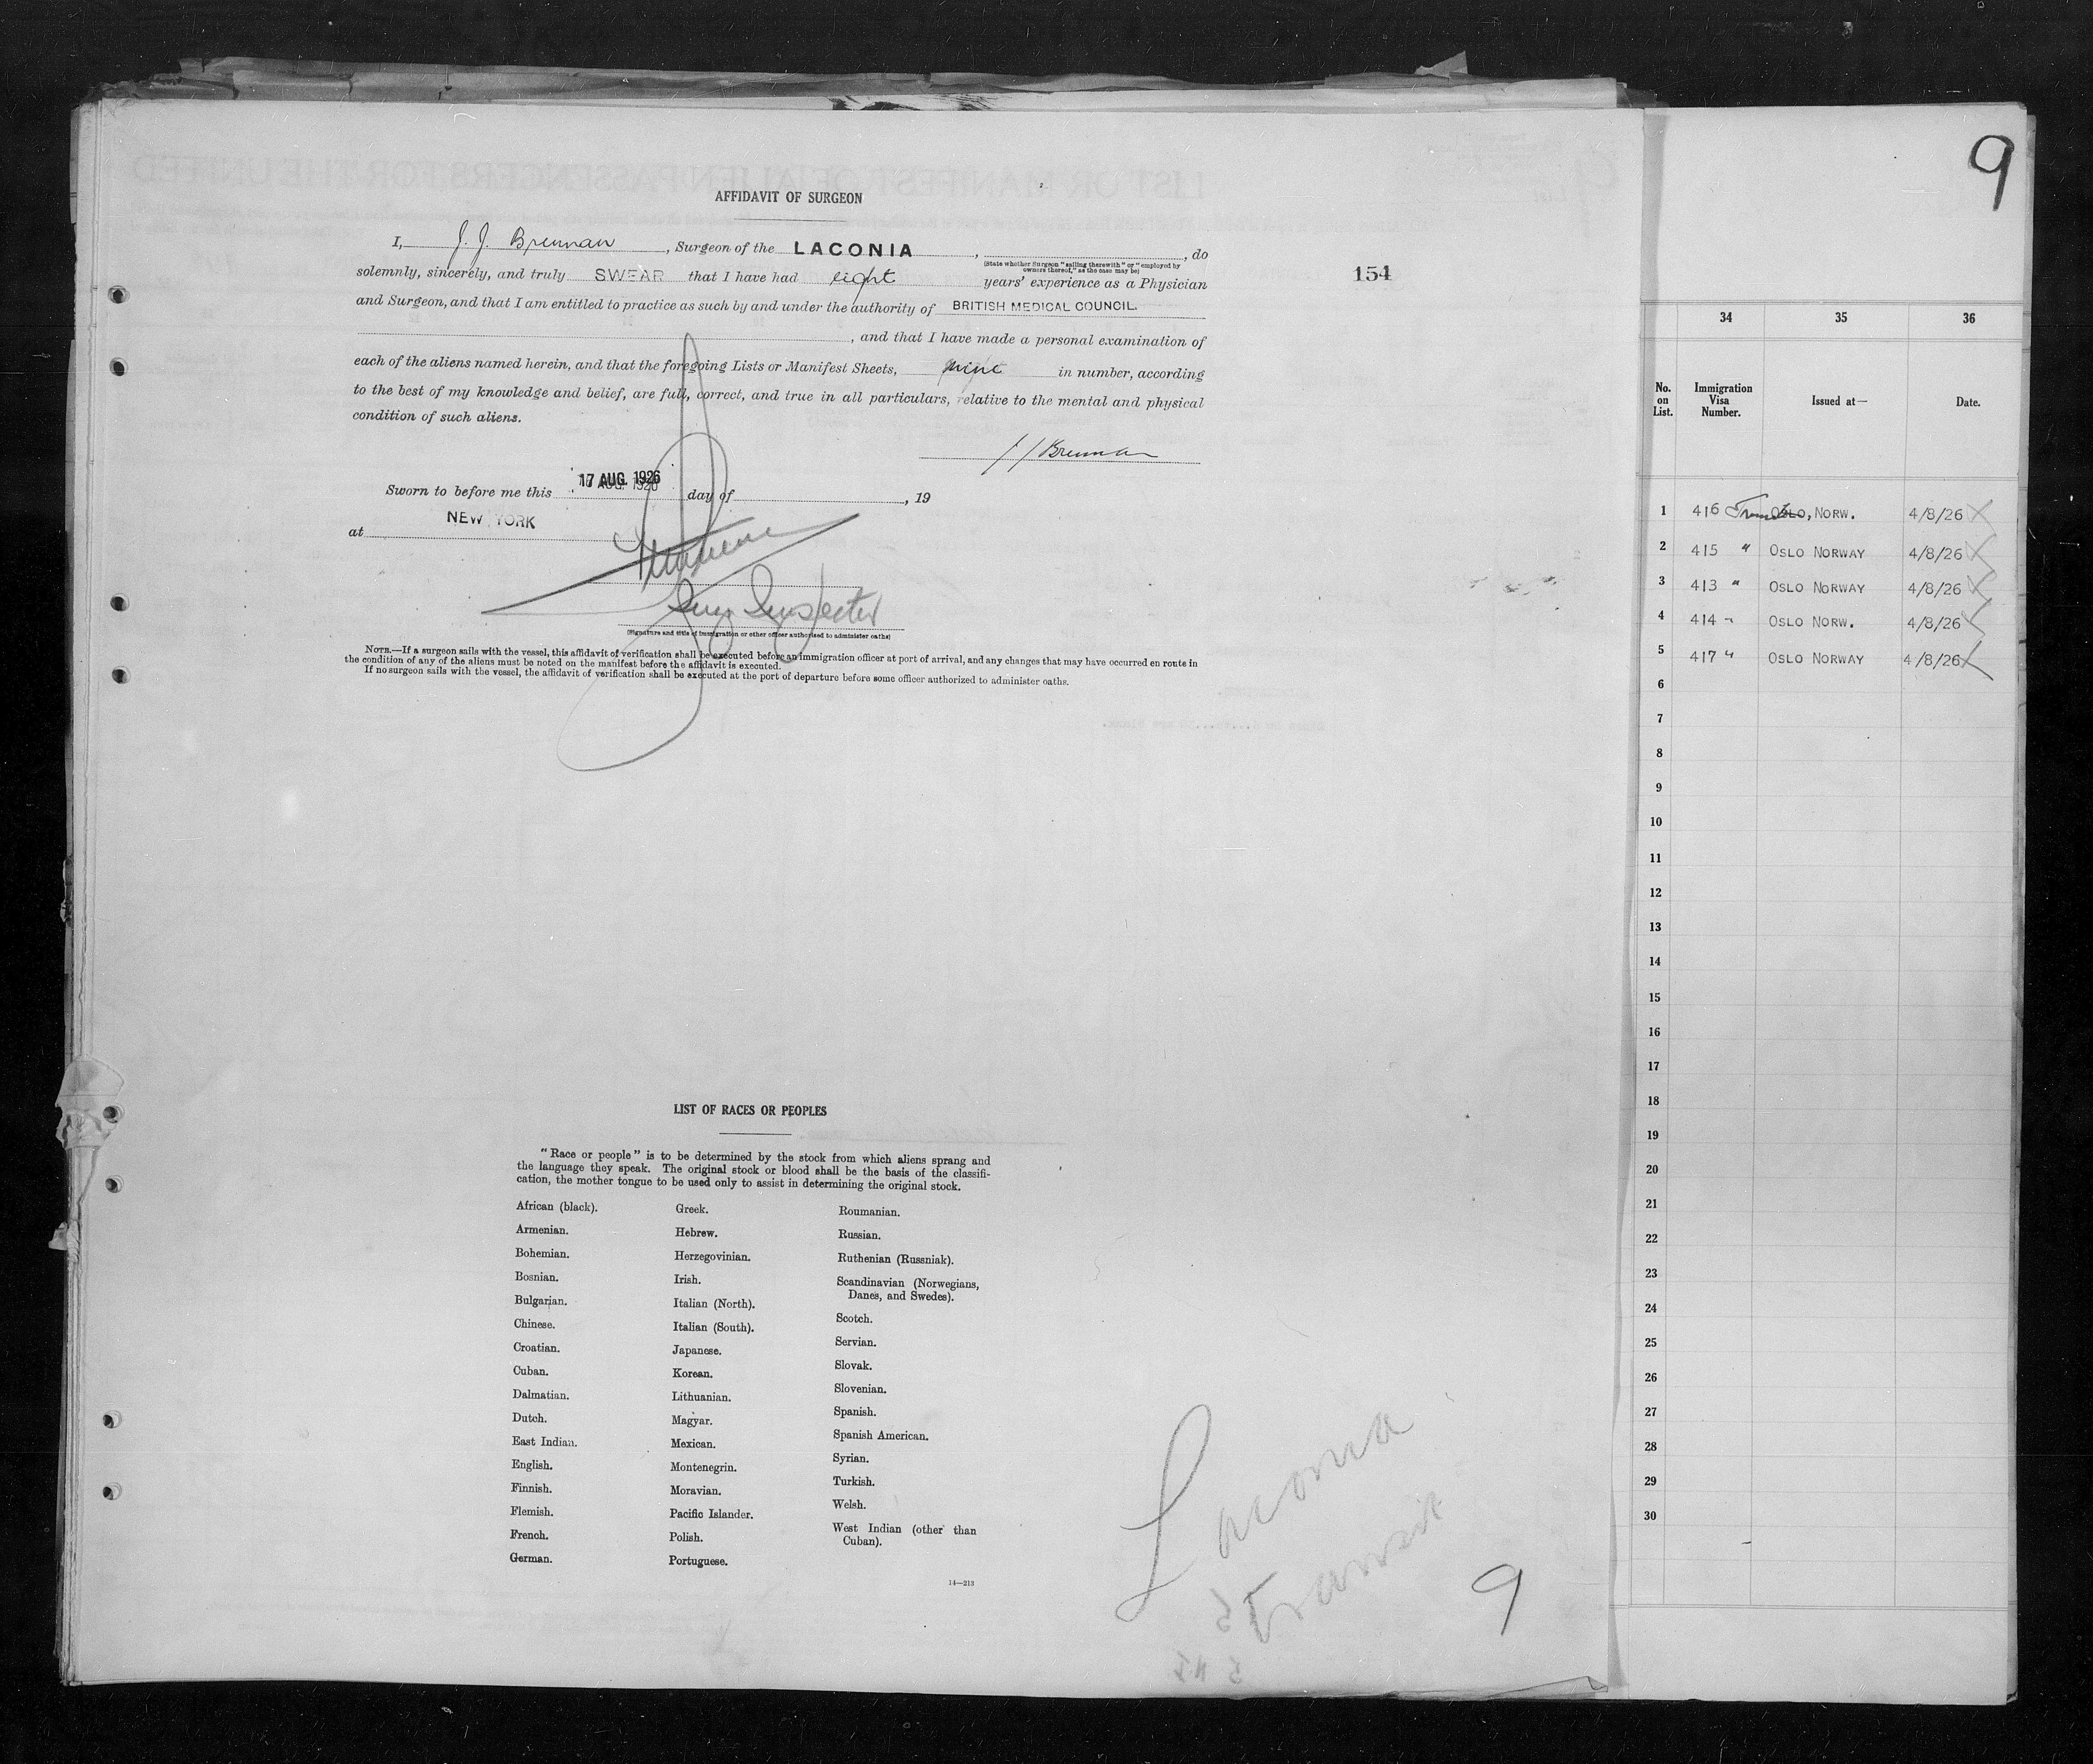 AFFIDAVIT OF SURGEON
I, J. J. Brennan, Surgeon of the LACONIA, , do
(State whether Surgeon "sailing therewith" or "employed by owners thereof," as the case may be)
solemnly, sincerely, and truly SWEAR that I have had eight years' experience as a Physician
and Surgeon, and that I am entitled to practice as such by and under the authority of BRITISH MEDICAL COUNCIL.
, and that I have made a personal examination of
each of the aliens named herein, and that the foregoing Lists or Manifest Sheets, nine in number, according
to the best of my knowledge and belief, are full, correct, and true in all particulars, relative to the mental and physical
condition of such aliens.
J J Brennan
Sworn to before me this 17 AUG. 1926 day of , 19
at NEW YORK
Inspector
(Signature and title of immigration or other officer authorized to administer oaths)
NOTE.—If a surgeon sails with the vessel, this affidavit of verification shall be executed before an immigration officer at port of arrival, and any changes that may have occurred en route in
the condition of any of the aliens must be noted on the manifest before the affidavit is executed.
If no surgeon sails with the vessel, the affidavit of verification shall be executed at the port of departure before some officer authorized to administer oaths.
154
LIST OF RACES OR PEOPLES
"Race or people" is to be determined by the stock from which aliens sprang and
the language they speak. The original stock or blood shall be the basis of the classifi-
cation, the mother tongue to be used only to assist in determining the original stock.
African (black).
Armenian.
Bohemian.
Bosnian.
Bulgarian.
Chinese.
Croatian.
Cuban.
Dalmatian.
Dutch.
East Indian.
English.
Finnish.
Flemish.
French.
German.
Greek.
Hebrew.
Herzegovinian.
Irish.
Italian (North).
Italian (South).
Japanese.
Korean.
Lithuanian.
Magyar.
Mexican.
Montenegrin.
Moravian.
Pacific Islander.
Polish.
Portuguese.
Roumanian.
Russian.
Ruthenian (Russniak).
Scandinavian (Norwegians,
Danes, and Swedes).
Scotch.
Servian.
Slovak.
Slovenian.
Spanish.
Spanish American.
Syrian.
Turkish.
Welsh.
West Indian (other than
Cuban).
14—213
Laconia
5 Transit
9
9
34 35 36
No. on List. Immigration Visa Number. Issued at— Date.
1 416 OSLO, NORW. 4/8/26
2 415 " OSLO NORWAY 4/8/26
3 413 " OSLO NORWAY 4/8/26
4 414 " OSLO NORW. 4/8/26
5 417 " OSLO NORWAY 4/8/26
6
7
8
9
10
11
12
13
14
15
16
17
18
19
20
21
22
23
24
25
26
27
28
29
30